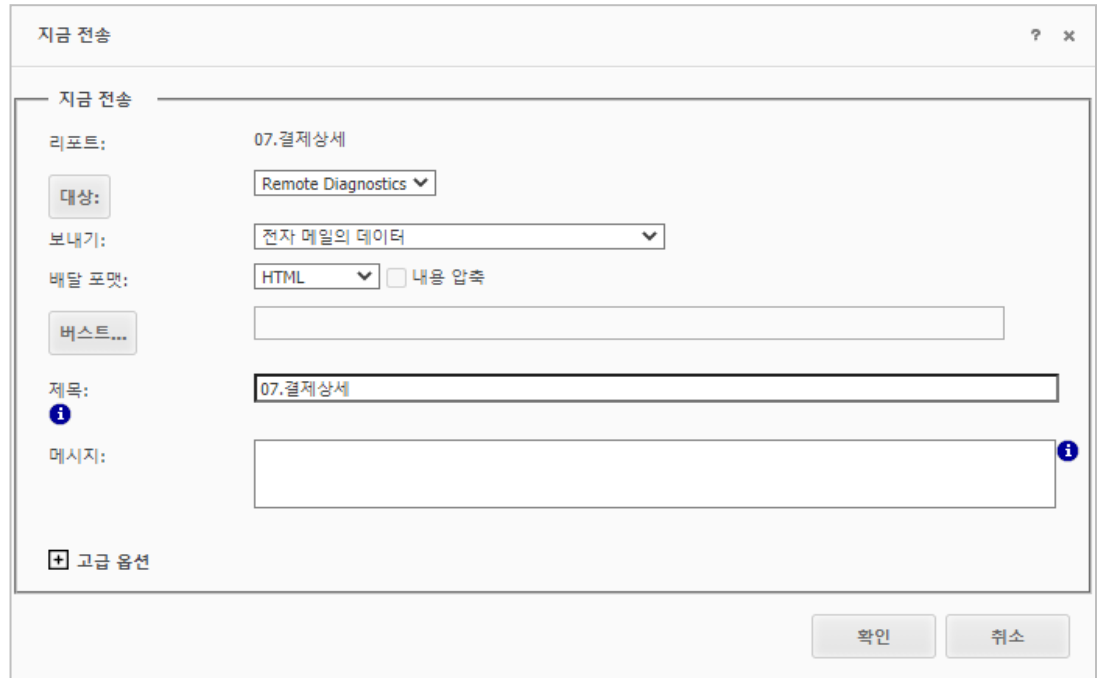 지금 전송 ? ×
지금 전송
리포트: 07.결제상세
대상: Remote Diagnostics
보내기: 전자 메일의 데이터
배달 포맷: HTML 내용 압축
버스트...
제목: 07.결제상세
메시지:
고급 옵션
확인 취소